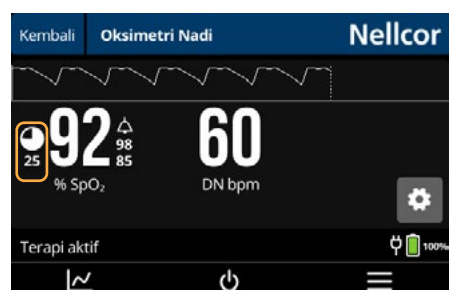 Kembali Oksimetri Nadi Nellcor
92 98 60
25 85
% SpO₂ DN bpm
Terapi aktif 100%